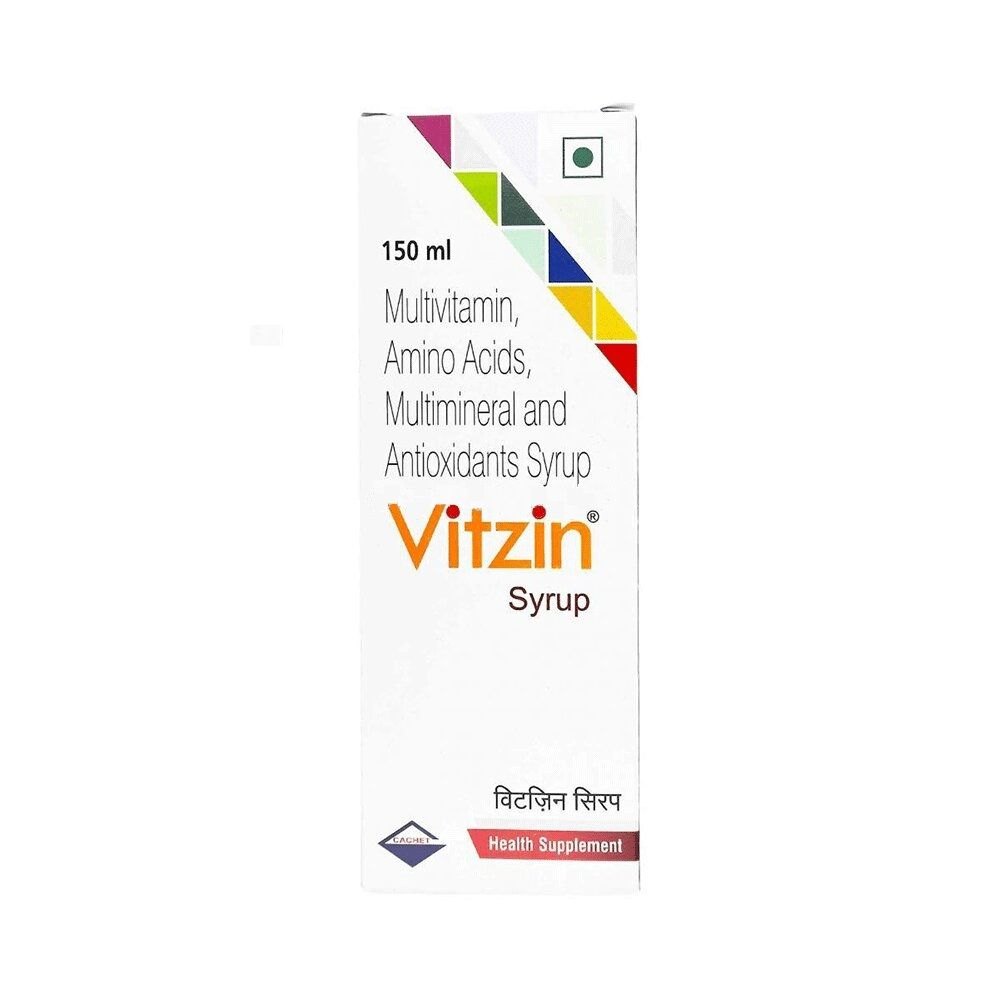 150 ml
Multivitamin,
Amino Acids,
Multimineral and
Antioxidants Syrup
Vitzin®
Syrup
विटज़िन सिरप
CACHET
Health Supplement